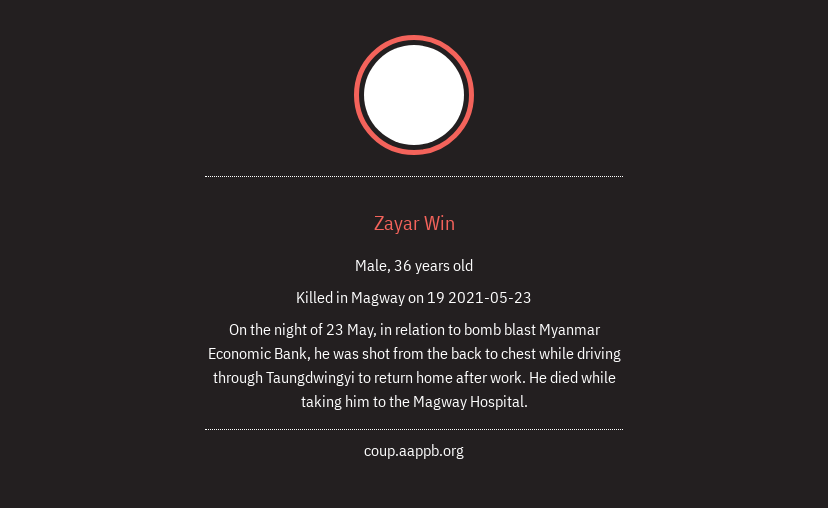 Zayar Win
Male, 36 years old
Killed in Magway on 19 2021-05-23
On the night of 23 May, in relation to bomb blast Myanmar
Economic Bank, he was shot from the back to chest while driving
through Taungdwingyi to return home after work. He died while
taking him to the Magway Hospital.
coup.aappb.org